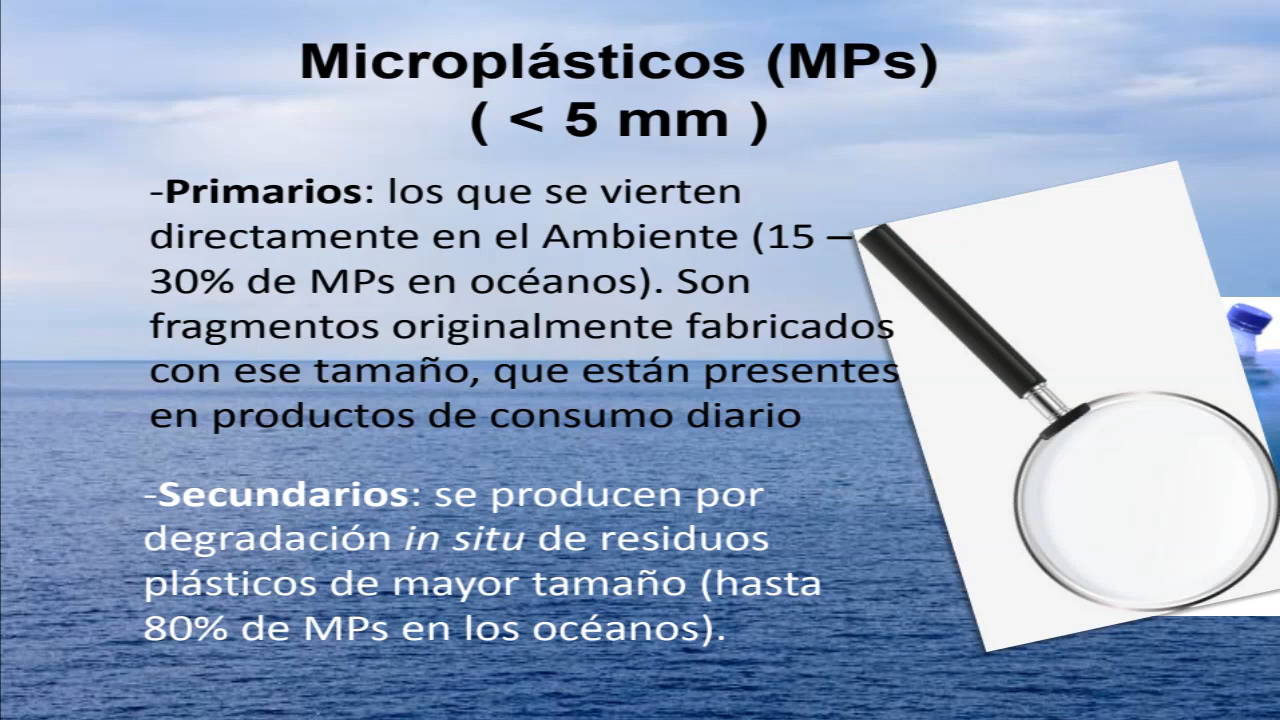 Microplásticos (MPs)
( < 5 mm )
-Primarios: los que se vierten
directamente en el Ambiente (15 –
30% de MPs en océanos). Son
fragmentos originalmente fabricados
con ese tamaño, que están presentes
en productos de consumo diario
-Secundarios: se producen por
degradación in situ de residuos
plásticos de mayor tamaño (hasta
80% de MPs en los océanos).